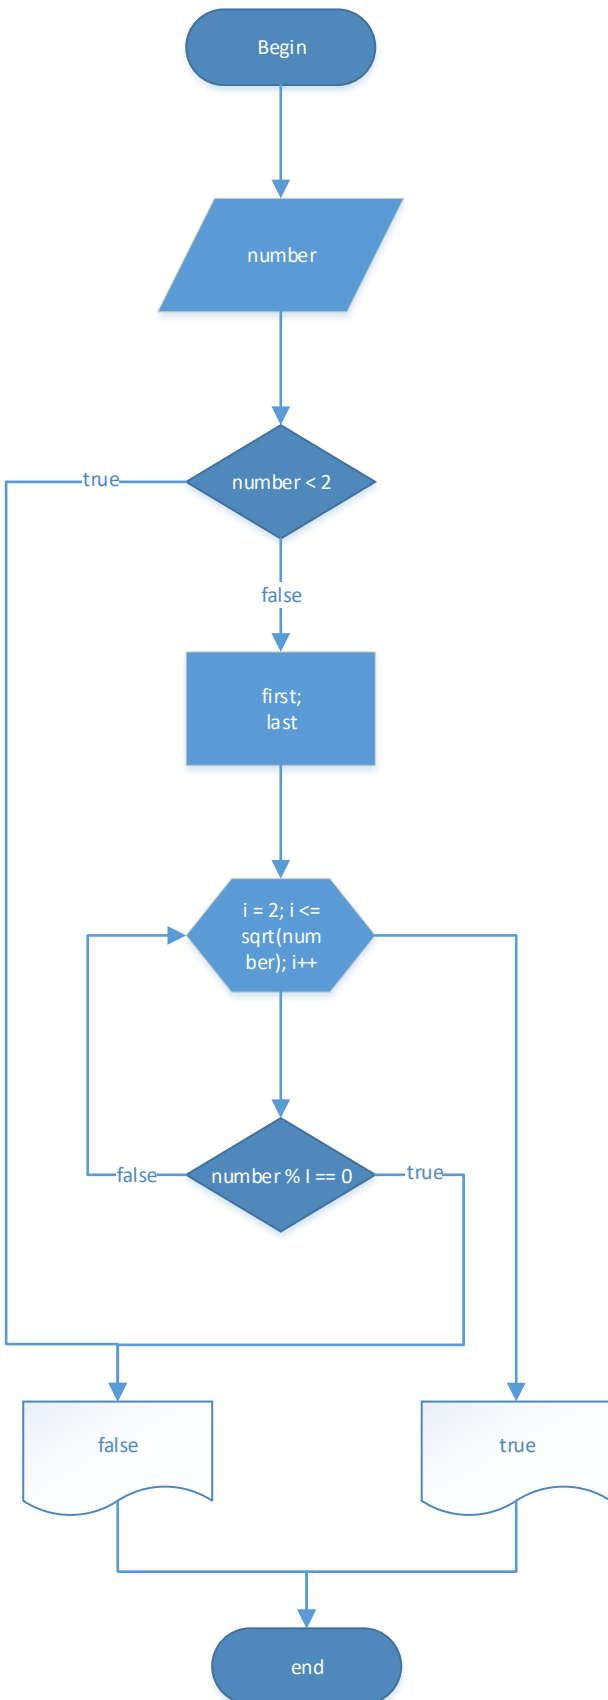 Begin
number
number < 2
true
false
first;
last
i = 2; i <=
sqrt(num
ber); i++
number % I == 0
false
true
false
true
end